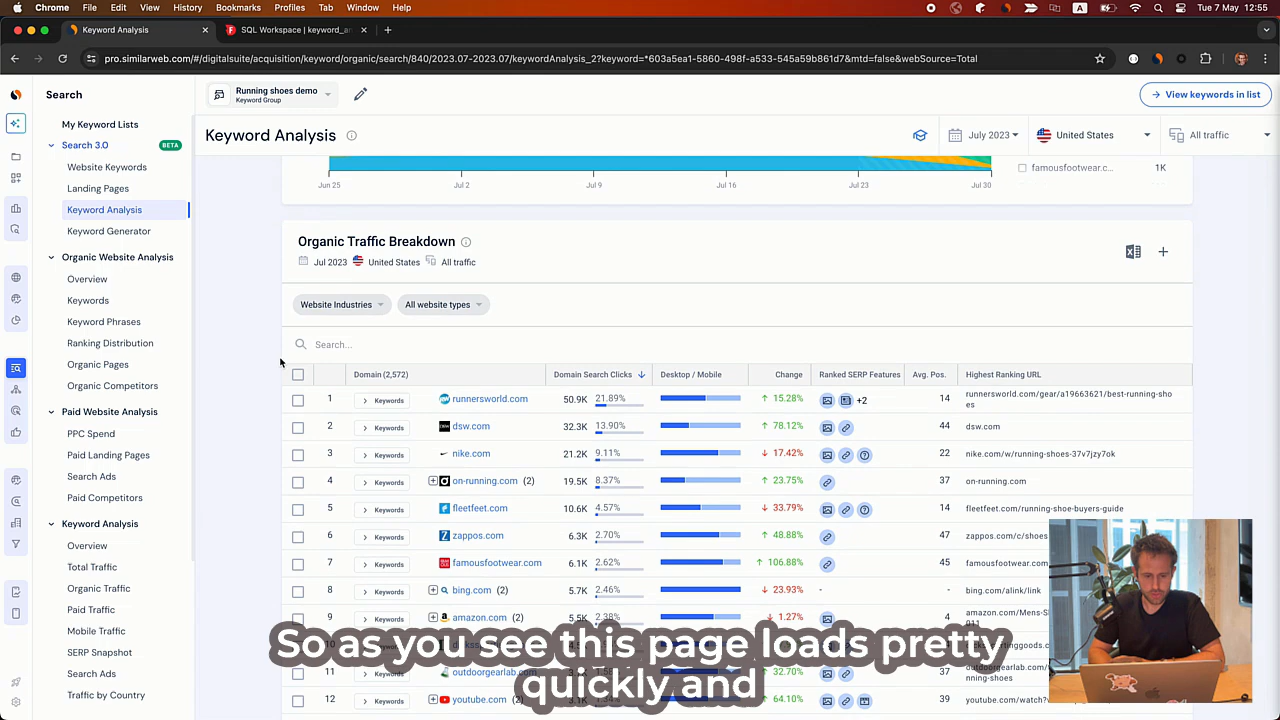 Chrome File Edit View History Bookmarks Profiles Tab Window Help A Tue 7 May 12:55
Keyword Analysis SQL Workspace | keyword_an
pro.similarweb.com/#/digitalsuite/acquisition/keyword/organic/search/840/2023.07-2023.07/keywordAnalysis_2?keyword=*603a5ea1-5860-498f-a533-545a59b861d7&mtd=false&webSource=Total
Search
Running shoes demo
Keyword Group
View keywords in list
Keyword Analysis
July 2023
United States
All traffic
My Keyword Lists
Search 3.0 BETA
Website Keywords
Landing Pages
Keyword Analysis
Keyword Generator
Organic Website Analysis
Overview
Keywords
Keyword Phrases
Ranking Distribution
Organic Pages
Organic Competitors
Paid Website Analysis
PPC Spend
Paid Landing Pages
Search Ads
Paid Competitors
Keyword Analysis
Overview
Total Traffic
Organic Traffic
Paid Traffic
Mobile Traffic
SERP Snapshot
Search Ads
Traffic by Country
Jun 25 Jul 2 Jul 9 Jul 16 Jul 23 Jul 30
famousfootwear.c... 1K
Organic Traffic Breakdown
Jul 2023 United States All traffic
Website Industries All website types
Search...
Domain (2,572) Domain Search Clicks Desktop / Mobile Change Ranked SERP Features Avg. Pos. Highest Ranking URL
1 Keywords runnersworld.com 50.9K 21.89% 15.28% +2 14 runnersworld.com/gear/a19663621/best-running-sho
es
2 Keywords dsw.com 32.3K 13.90% 78.12% 44 dsw.com
3 Keywords nike.com 21.2K 9.11% 17.42% 22 nike.com/w/running-shoes-37v7jzy7ok
4 Keywords on-running.com (2) 19.5K 8.37% 23.75% 37 on-running.com
5 Keywords fleetfeet.com 10.6K 4.57% 33.79% 14 fleetfeet.com/running-shoe-buyers-guide
6 Keywords zappos.com 6.3K 2.70% 48.88% 47 zappos.com/c/shoes
7 Keywords famousfootwear.com 6.1K 2.62% 106.88% 45 famousfootwear.com
8 Keywords bing.com (2) 5.7K 2.46% 23.93% - - bing.com/alink/link
9 Keywords amazon.com (2) 5.5K 2.38% 1.27% amazon.com/Mens-S
Keywords
Keywords outdoorgearlab.com 32.70% 37 outdoorgearlab.com
12 Keywords youtube.com (2) 64.10% 39 youtube.com/watch?
So as you see this page loads pretty
quickly and